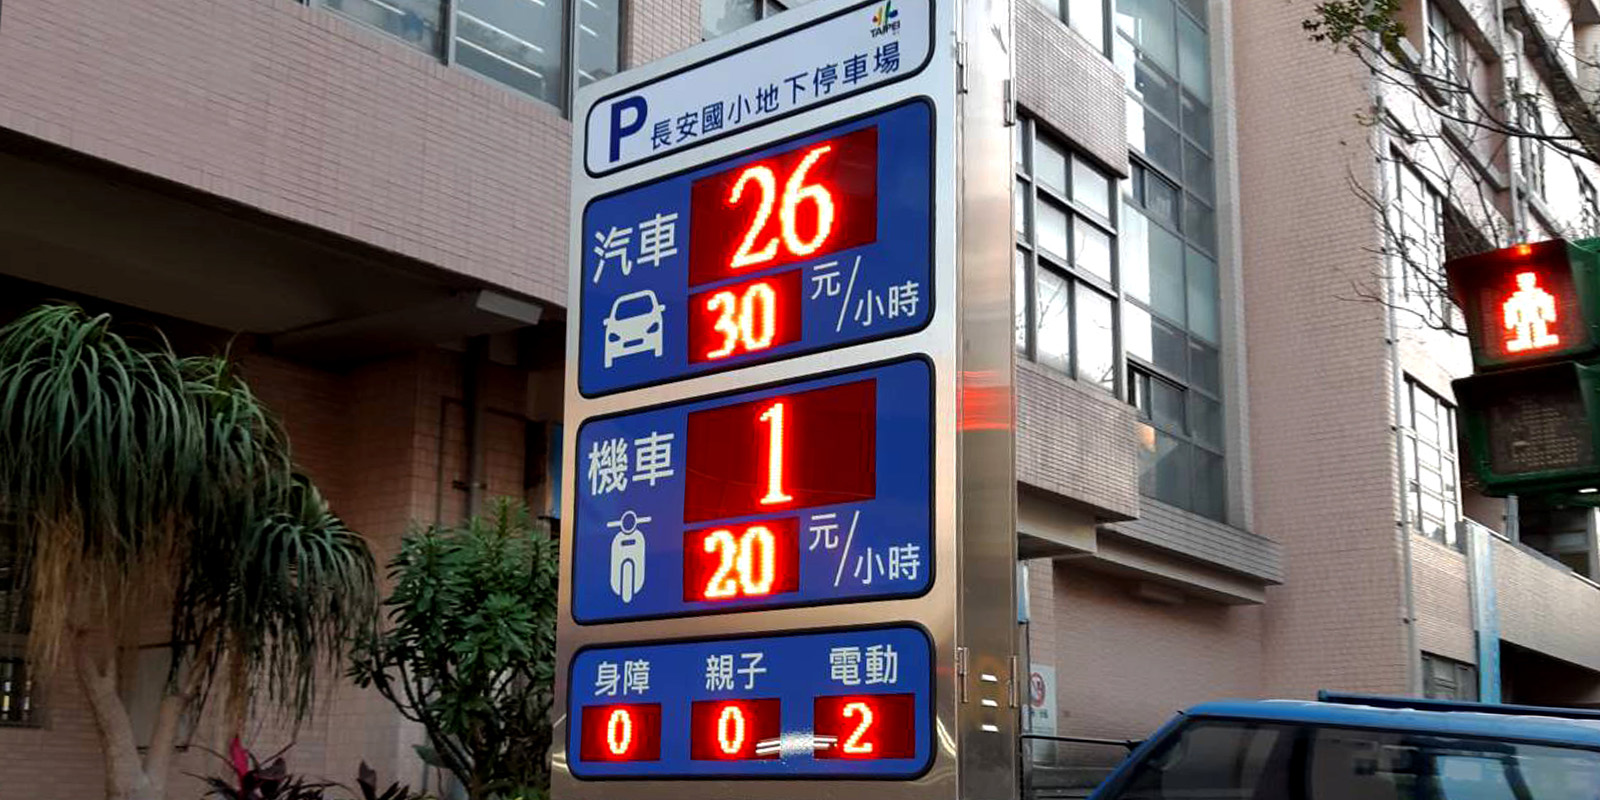 TAIPEI
P 長安國小地下停車場
汽車 26
30 元/小時
機車 1
20 元/小時
身障 親子 電動
0 0 2